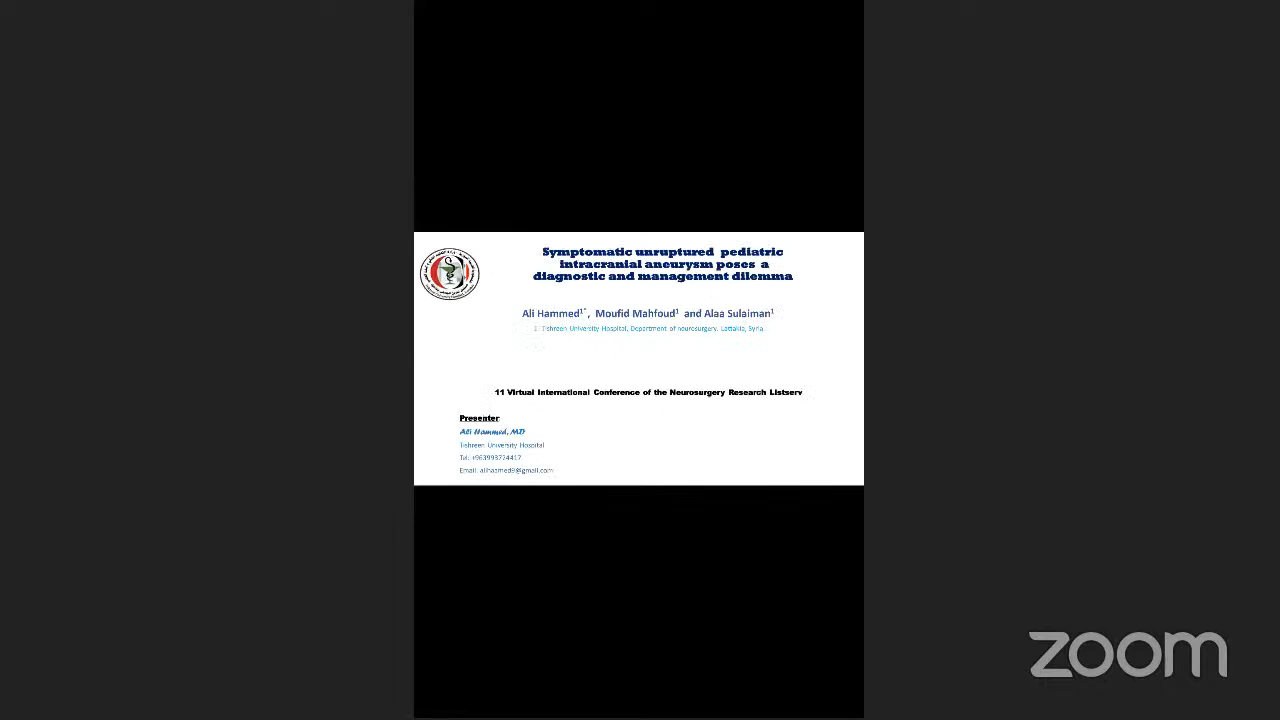 Symptomatic unruptured pediatric
intracranial aneurysm poses a
diagnostic and management dilemma
Ali Hammed1*, Moufid Mahfoud1 and Alaa Sulaiman1
1 Tishreen University Hospital, Department of neurosurgery, Lattakia, Syria
11 Virtual International Conference of the Neurosurgery Research Listserv
Presenter
Ali Hammed, MD
Tishreen University Hospital
Tel: +963993724417
Email: alihaamed9@gmail.com
zoom